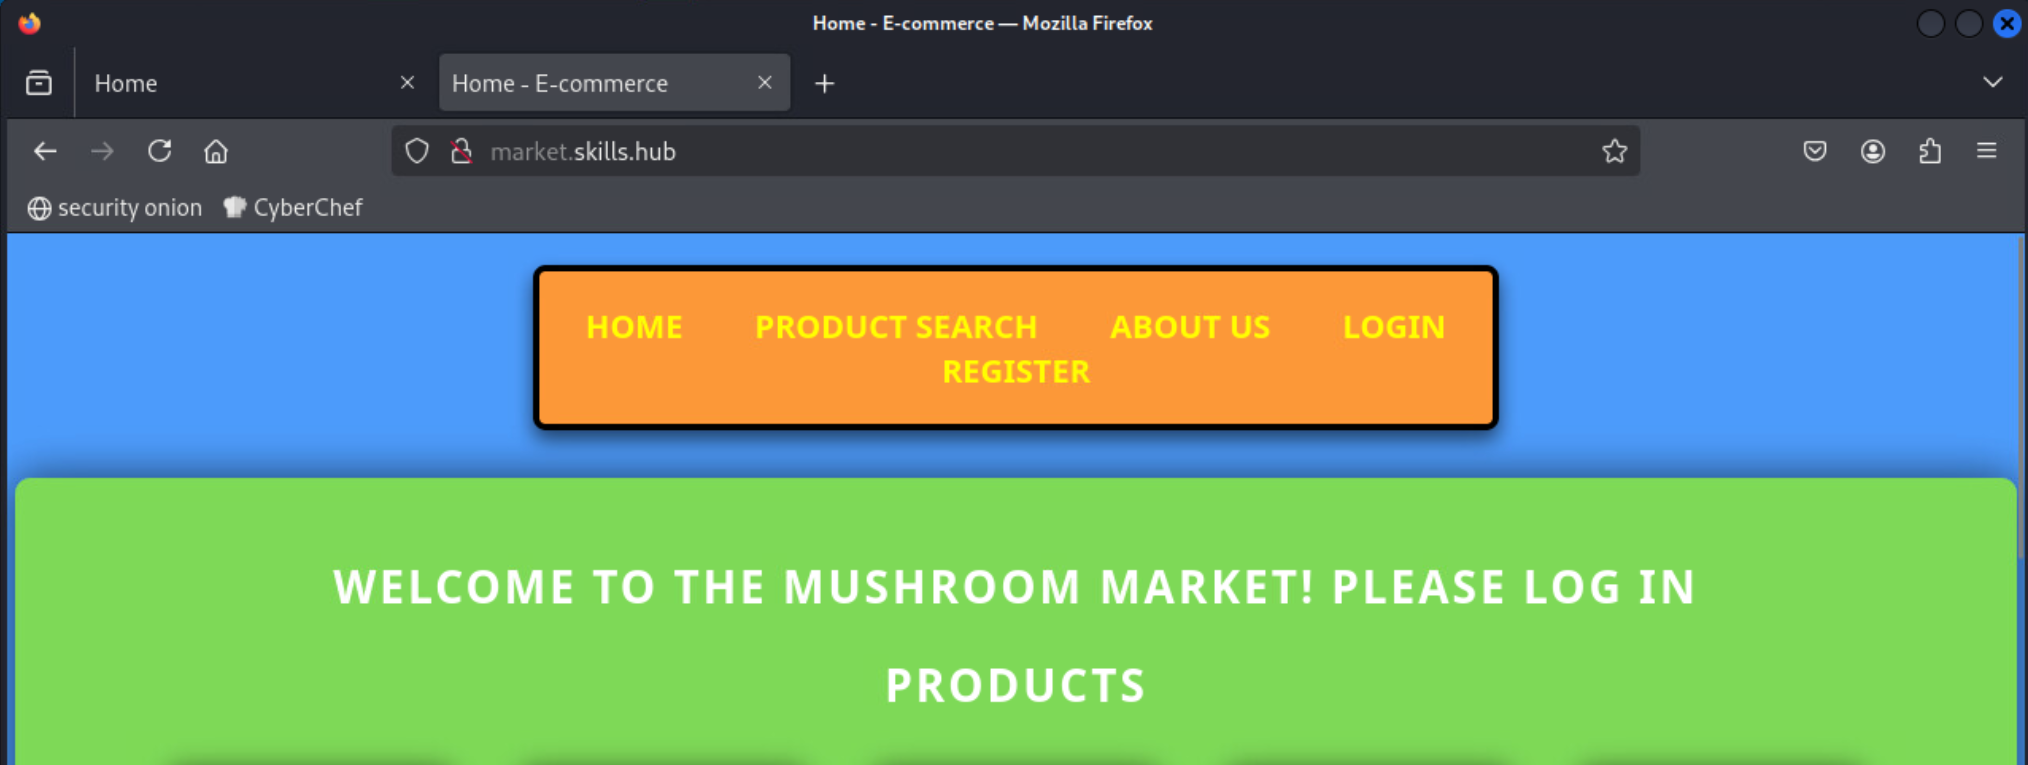 Home - E-commerce — Mozilla Firefox
Home
Home - E-commerce
market.skills.hub
security onion
CyberChef
HOME PRODUCT SEARCH ABOUT US LOGIN
REGISTER
WELCOME TO THE MUSHROOM MARKET! PLEASE LOG IN
PRODUCTS